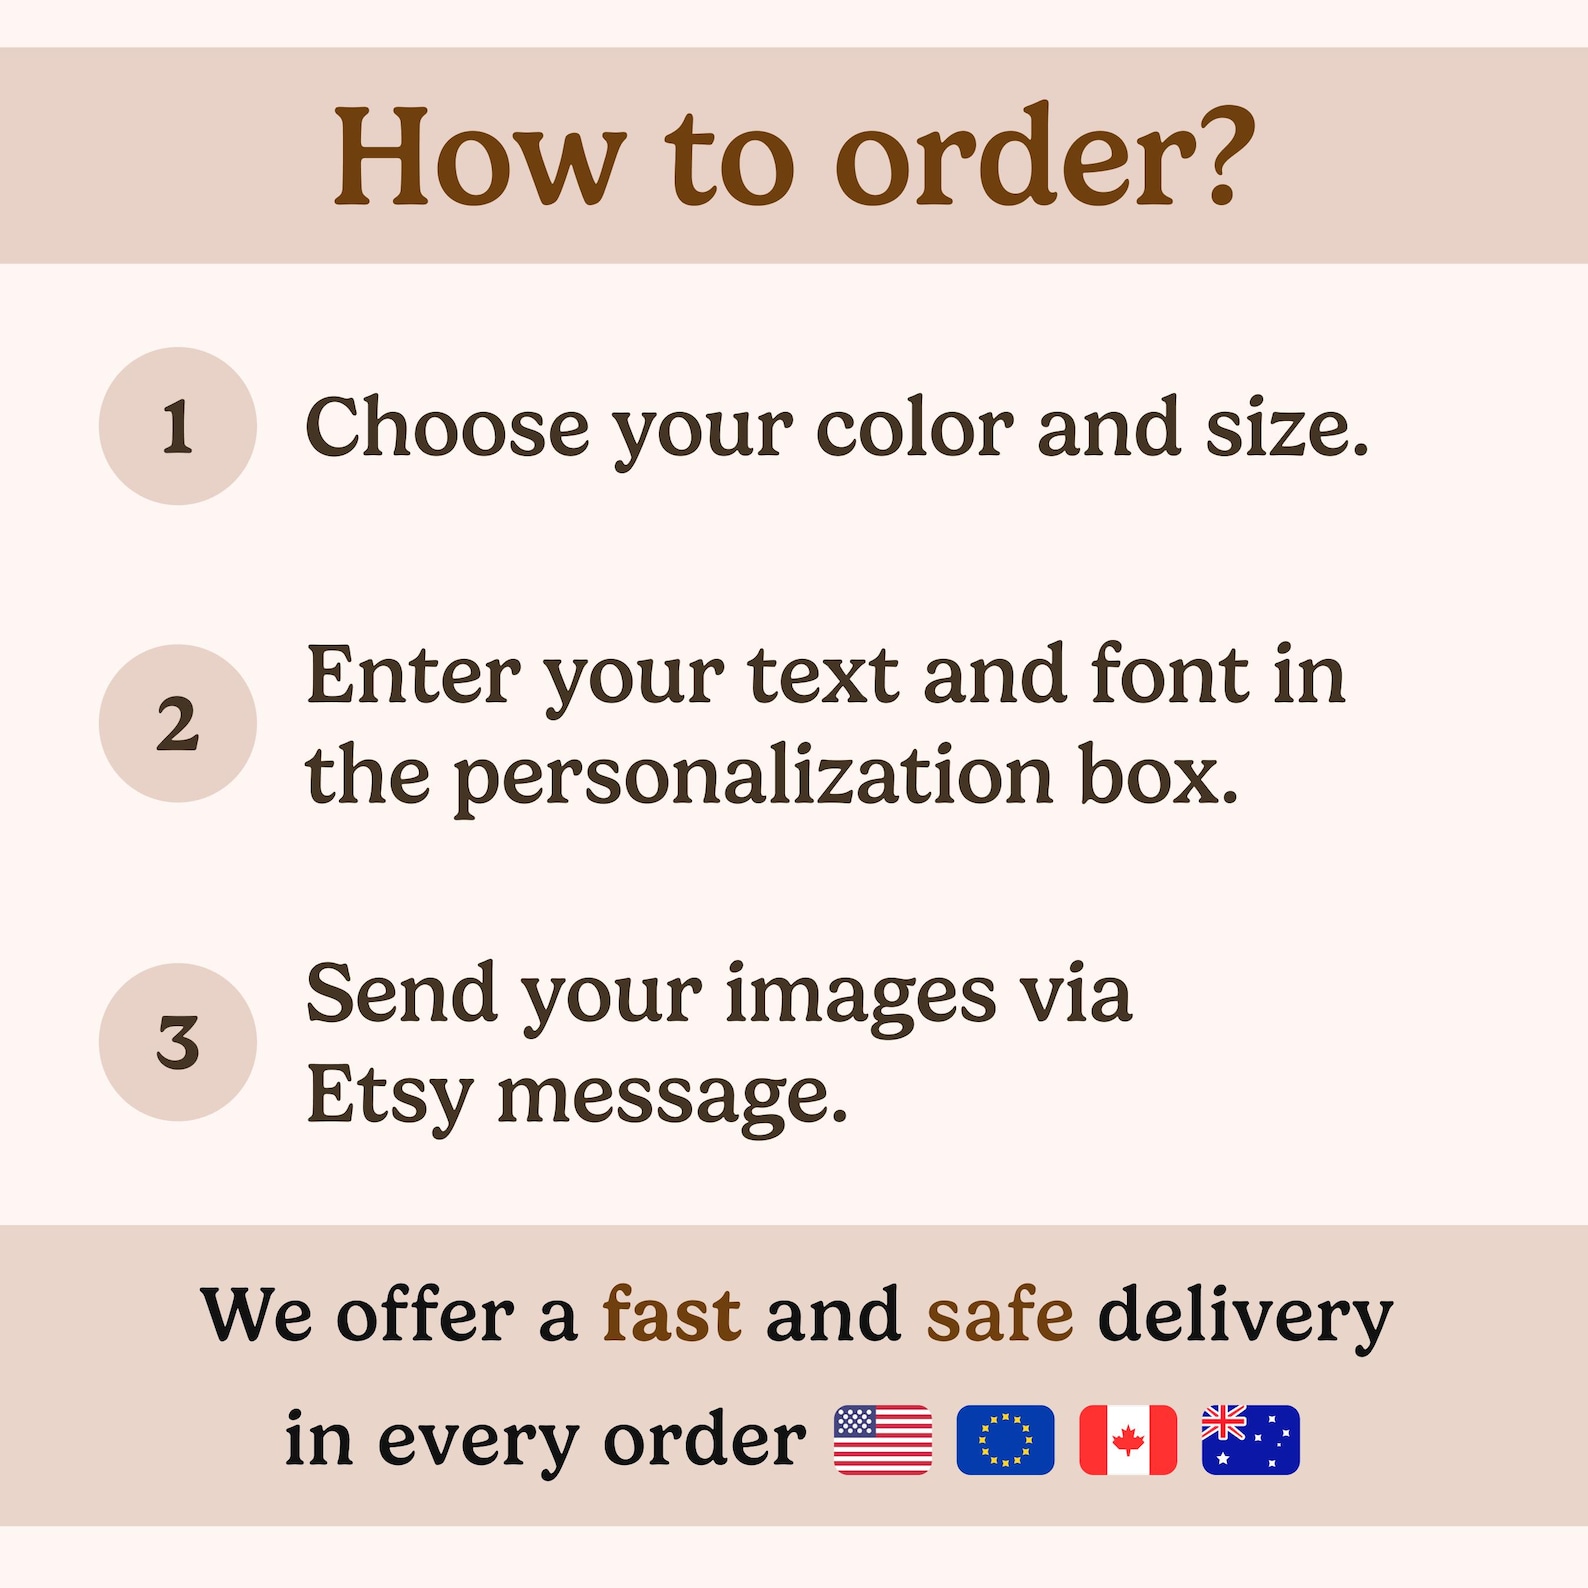 How to order?
1
Choose your color and size.
2
Enter your text and font in
the personalization box.
3
Send your images via
Etsy message.
We offer a fast and safe delivery
in every order